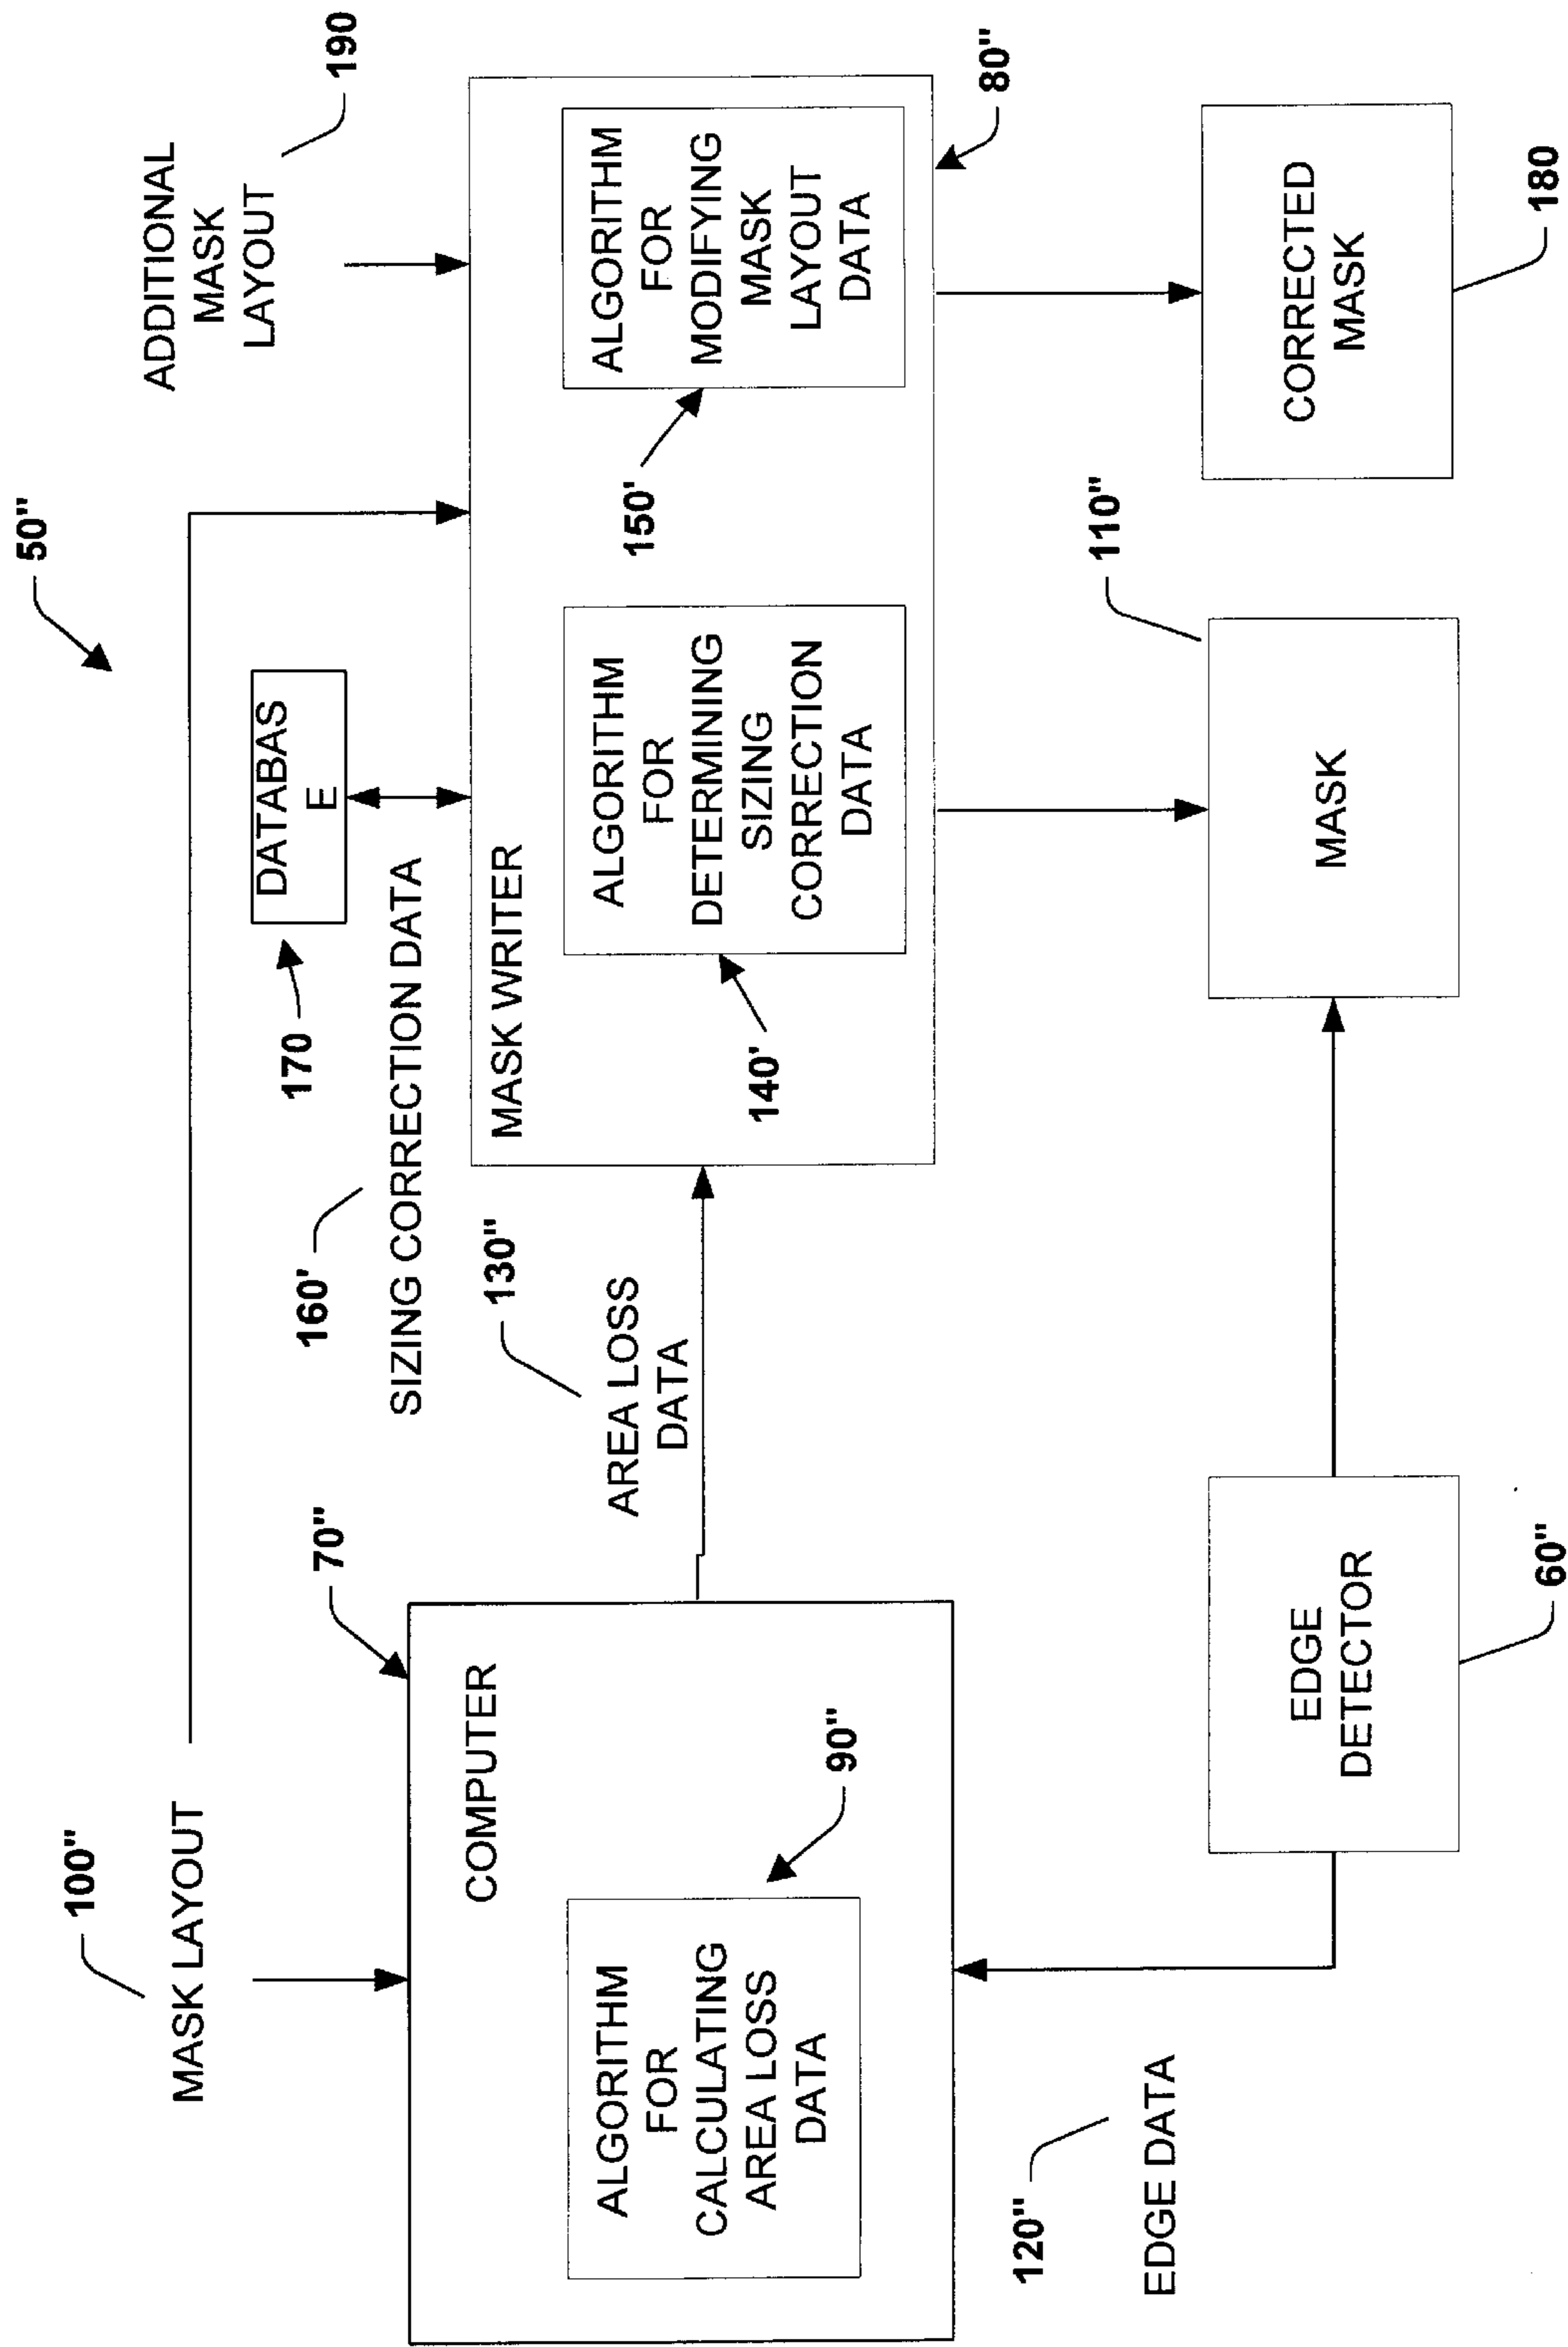 50"
ADDITIONAL
MASK
LAYOUT
190
100"
MASK LAYOUT
DATABAS
E
170
160'
SIZING CORRECTION DATA
70"
COMPUTER
ALGORITHM
FOR
CALCULATING
AREA LOSS
DATA
90"
130"
AREA LOSS
DATA
MASK WRITER
ALGORITHM
FOR
DETERMINING
SIZING
CORRECTION
DATA
140'
ALGORITHM
FOR
MODIFYING
MASK
LAYOUT
DATA
150'
80"
120"
EDGE DATA
EDGE
DETECTOR
60"
MASK
110"
CORRECTED
MASK
180